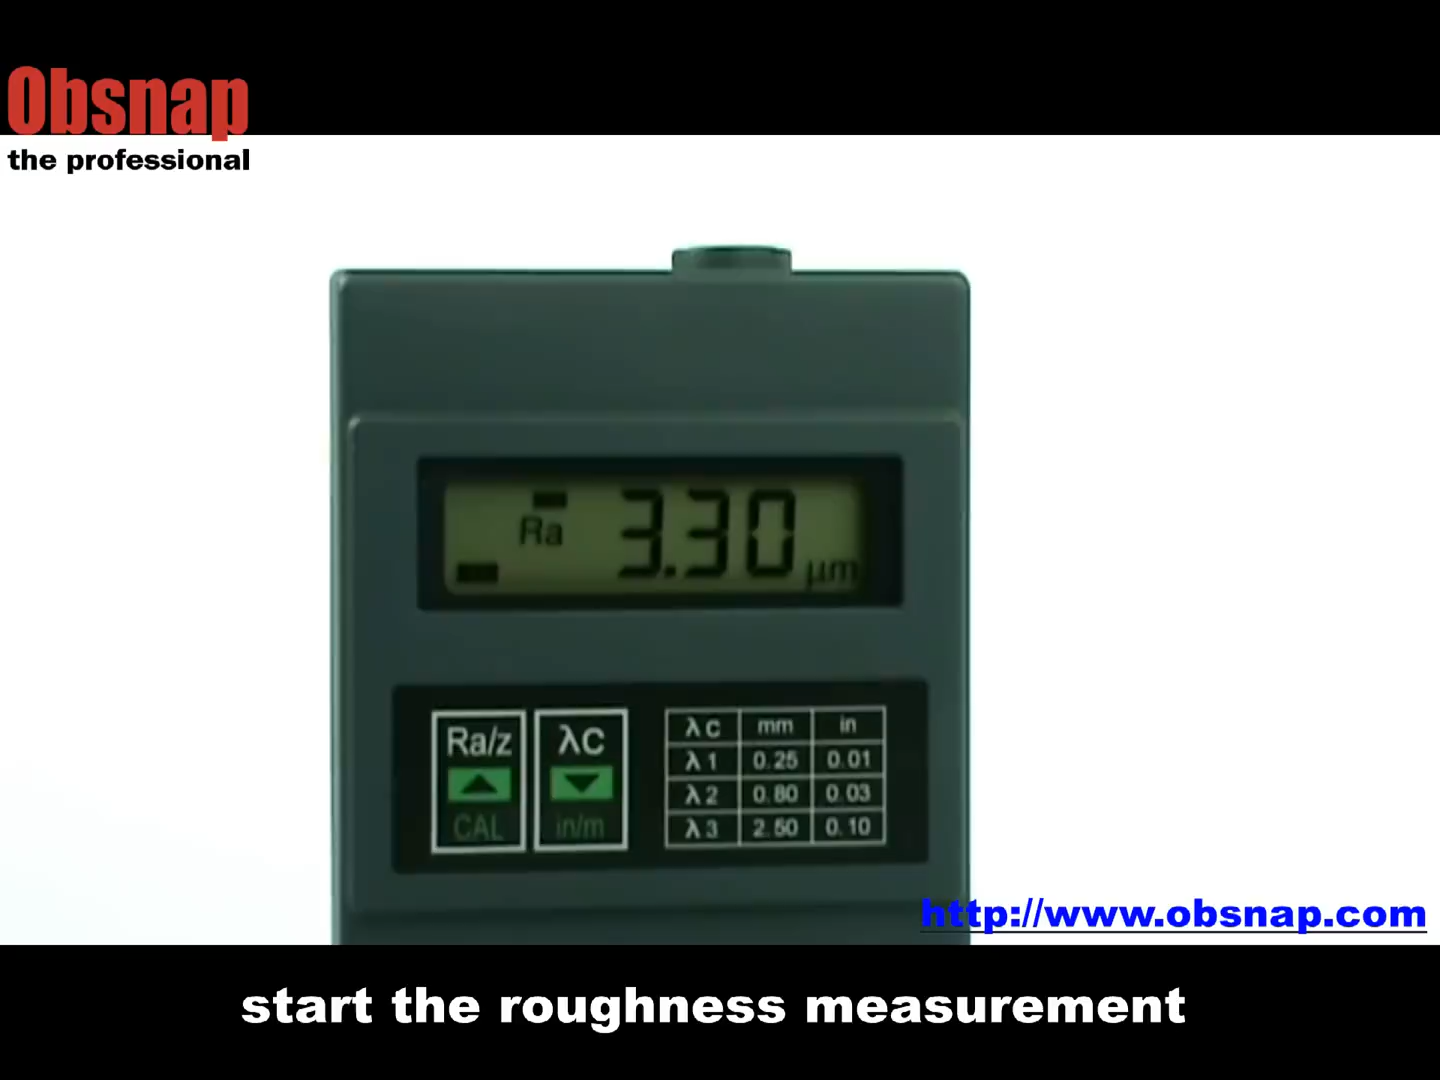 Obsnap
the professional
Ra 3.30 µm
Ra/z λC
CAL in/m
λC mm in
λ1 0.25 0.01
λ2 0.80 0.03
λ3 2.50 0.10
http://www.obsnap.com
start the roughness measurement